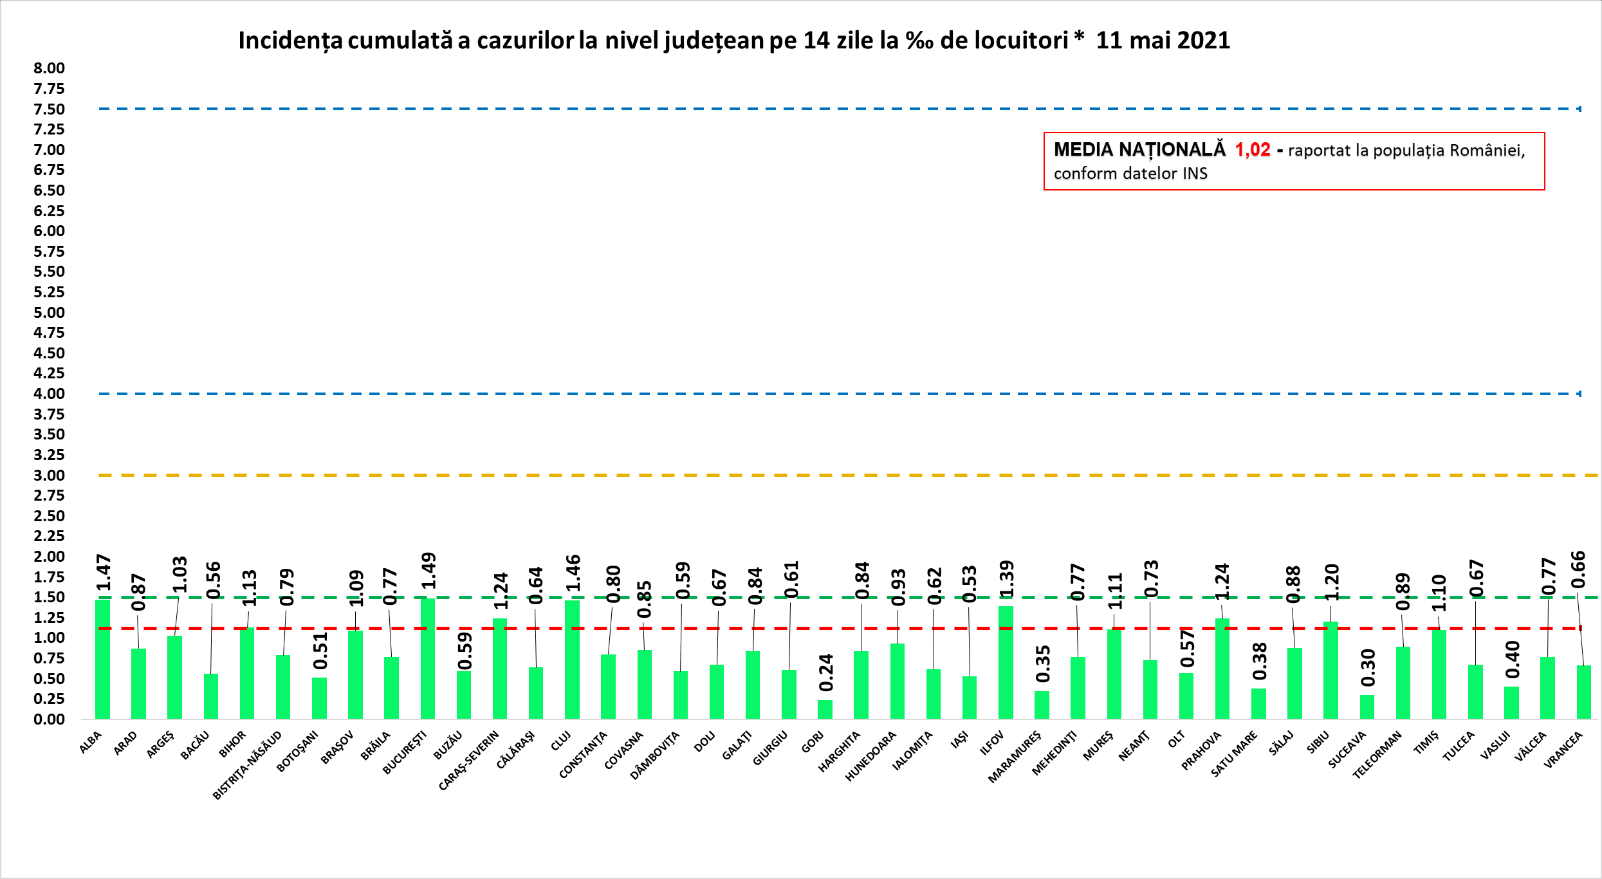 Incidența cumulată a cazurilor la nivel județean pe 14 zile la ‰ de locuitori * 11 mai 2021
8.00
7.75
7.50
7.25
7.00
6.75
6.50
6.25
6.00
5.75
5.50
5.25
5.00
4.75
4.50
4.25
4.00
3.75
3.50
3.25
3.00
2.75
2.50
2.25
2.00
1.75
1.50
1.25
1.00
0.75
0.50
0.25
0.00
MEDIA NAȚIONALĂ 1,02 - raportat la populația României,
conform datelor INS
1.47
0.87
1.03
0.56
1.13
0.79
0.51
1.09
0.77
1.49
0.59
1.24
0.64
1.46
0.80
0.85
0.59
0.67
0.84
0.61
0.24
0.84
0.93
0.62
0.53
1.39
0.35
0.77
1.11
0.73
0.57
1.24
0.38
0.88
1.20
0.30
0.89
1.10
0.67
0.40
0.77
0.66
ALBA
ARAD
ARGEȘ
BACĂU
BIHOR
BISTRIȚA-NĂSĂUD
BOTOȘANI
BRAȘOV
BRĂILA
BUCUREȘTI
BUZĂU
CARAȘ-SEVERIN
CĂLĂRAȘI
CLUJ
CONSTANȚA
COVASNA
DÂMBOVIȚA
DOLJ
GALAȚI
GIURGIU
GORJ
HARGHITA
HUNEDOARA
IALOMIȚA
IAȘI
ILFOV
MARAMUREȘ
MEHEDINȚI
MUREȘ
NEAMȚ
OLT
PRAHOVA
SATU MARE
SĂLAJ
SIBIU
SUCEAVA
TELEORMAN
TIMIȘ
TULCEA
VASLUI
VÂLCEA
VRANCEA